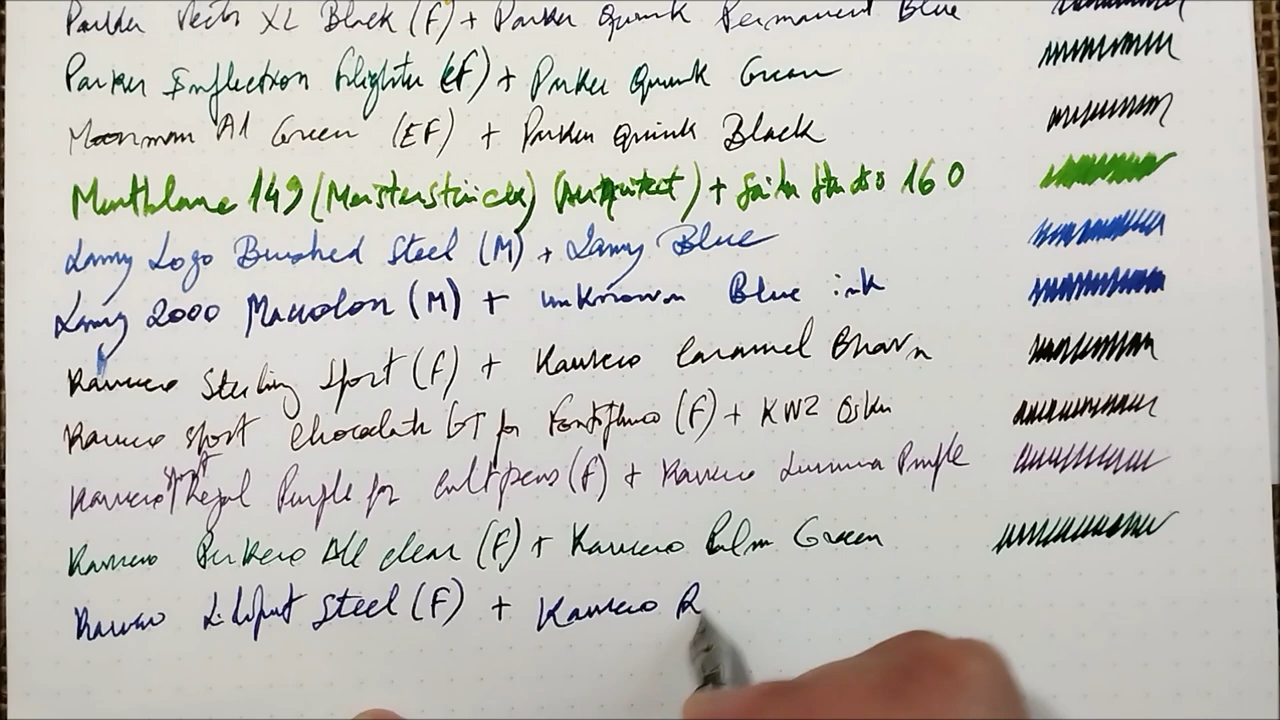 Parker Vector XL Black (F) + Parker Quink Permanent Blue
Parker Inflection Flighter (EF) + Parker Quink Green
Moonman A1 Green (EF) + Parker Quink Black
Montblanc 149 (Meisterstück) ( ) + Sailor Studio 160
Lamy Logo Brushed Steel (M) + Lamy Blue
Lamy 2000 Makrolon (M) + unknown Blue ink
Kaweco Sterling Sport (F) + Kaweco Caramel Brown
Kaweco Sport Chocolate GT for (F) + KWZ
Kaweco Sport Regal Purple for cultpens (F) + Kaweco Summer Purple
Kaweco Perkeo All clear (F) + Kaweco Palm Green
Kaweco Liliput Steel (F) + Kaweco R